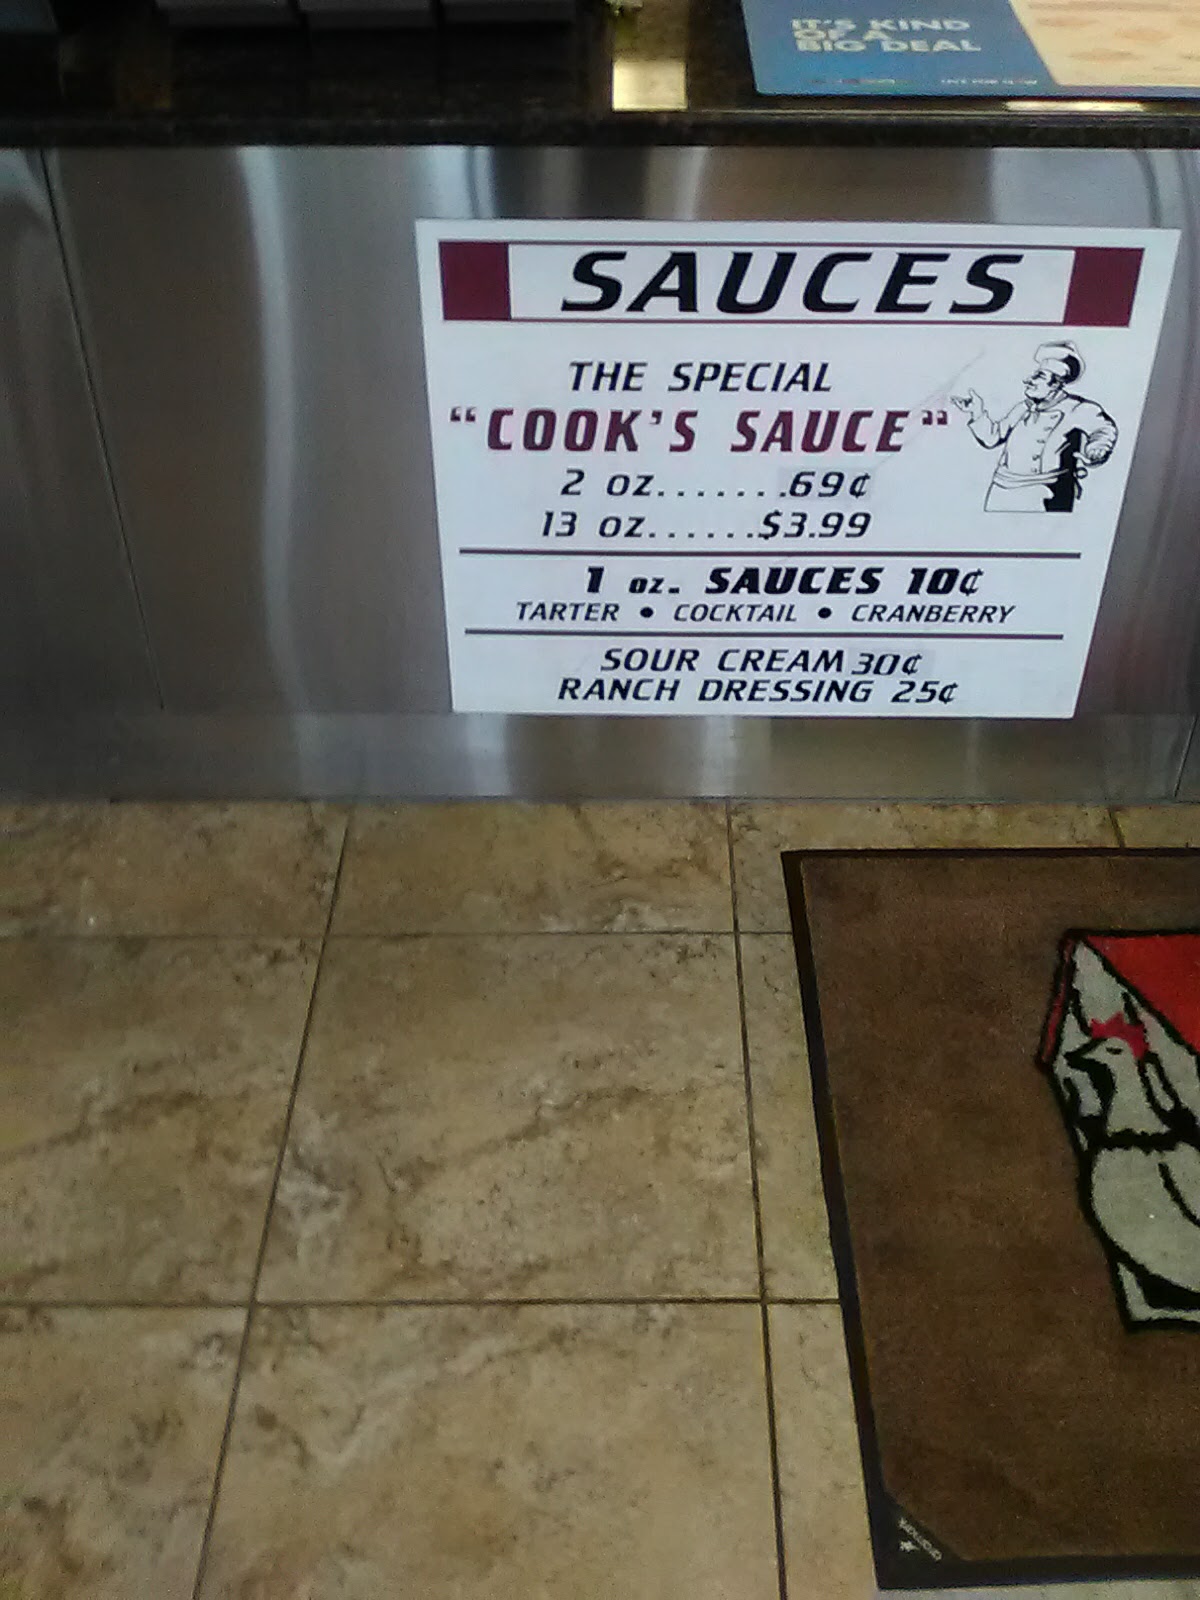 IT'S KIND
OF A
BIG DEAL
SAUCES
THE SPECIAL
"COOK'S SAUCE"
2 OZ.......69¢
13 OZ......$3.99
1 OZ. SAUCES 10¢
TARTER • COCKTAIL • CRANBERRY
SOUR CREAM 30¢
RANCH DRESSING 25¢